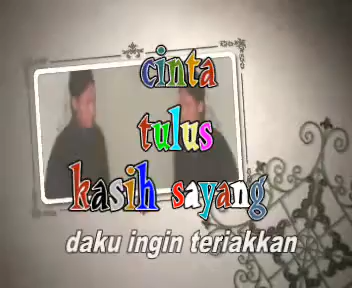 cinta
tulus
kasih sayang
daku ingin teriakkan